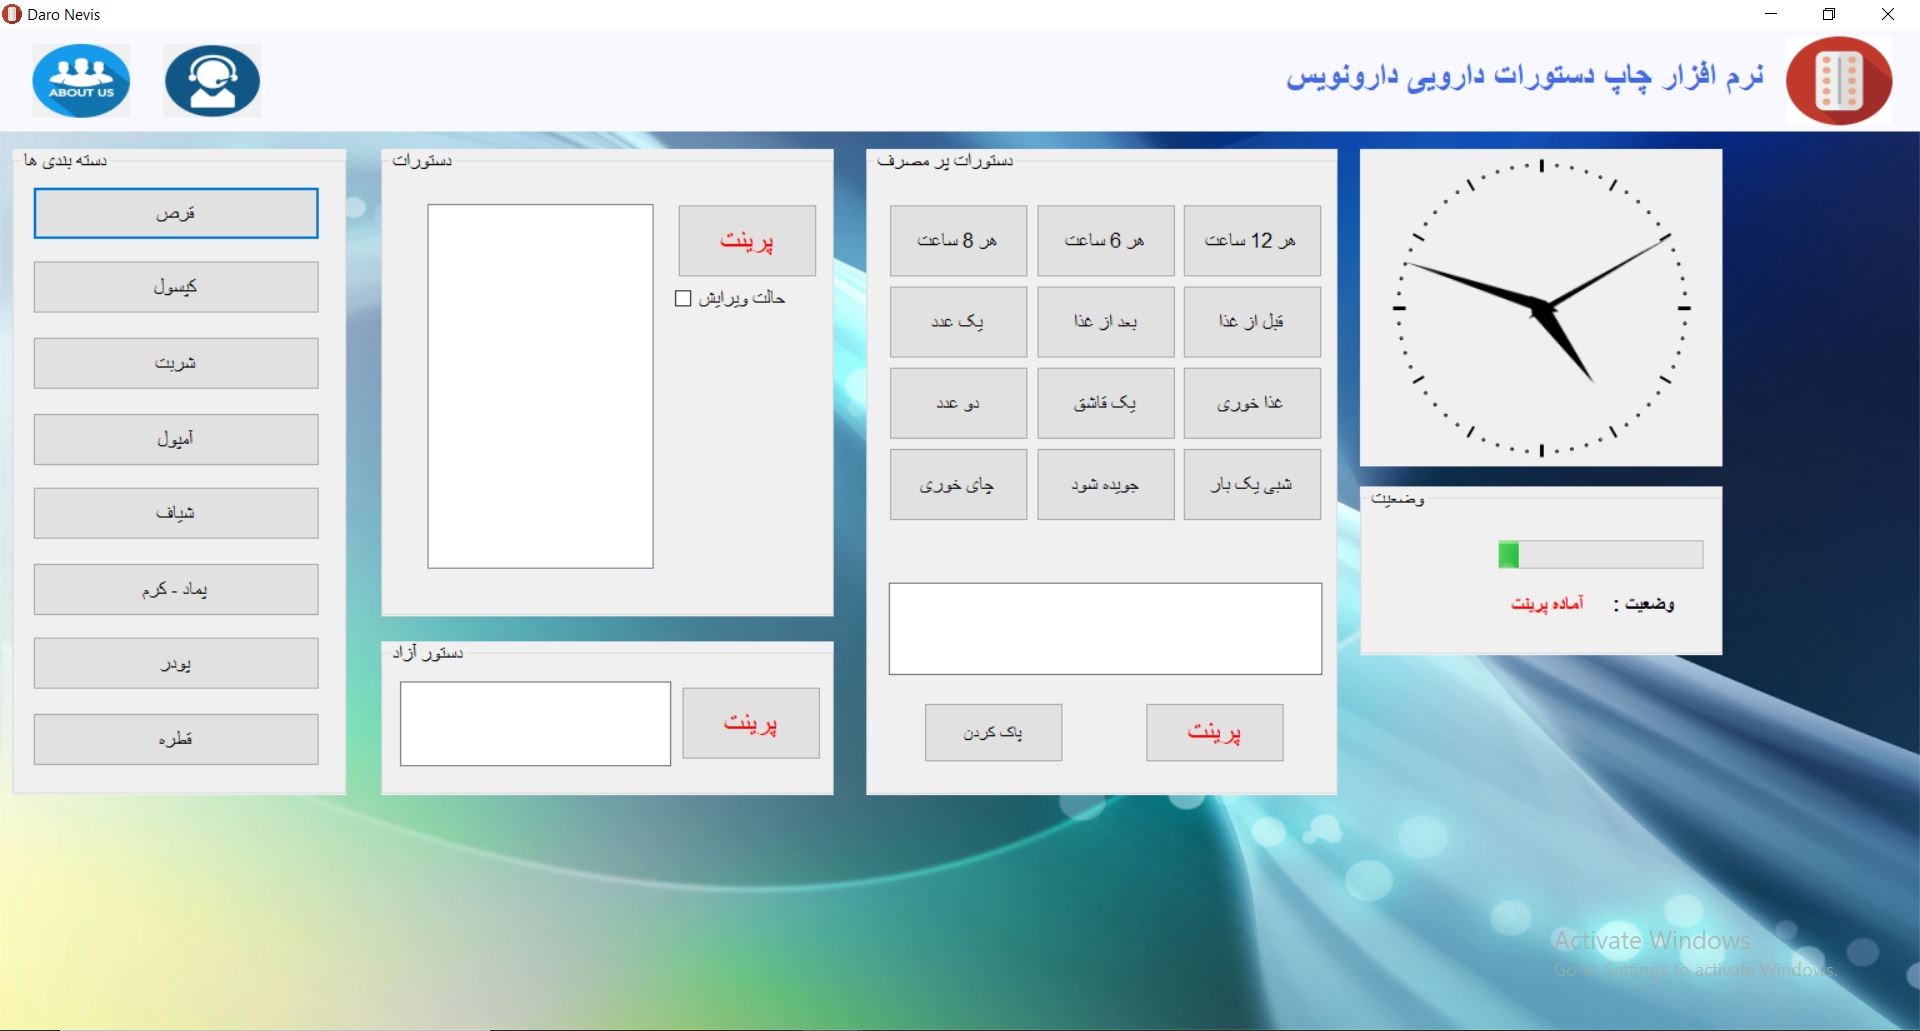 Daro Nevis
ABOUT US
نرم افزار چاپ دستورات دارویی دارونویس
دسته بندی ها
قرص
کپسول
شربت
آمپول
شیاف
پماد - کرم
پودر
قطره
دستورات
پرینت
حالت ویرایش
دستور آزاد
پرینت
دستورات پر مصرف
هر 8 ساعت
هر 6 ساعت
هر 12 ساعت
یک عدد
بعد از غذا
قبل از غذا
دو عدد
یک قاشق
غذا خوری
چای خوری
جویده شود
شبی یک بار
پاک کردن
پرینت
وضعیت
وضعیت : آماده پرینت
Activate Windows
Go to Settings to activate Windows.